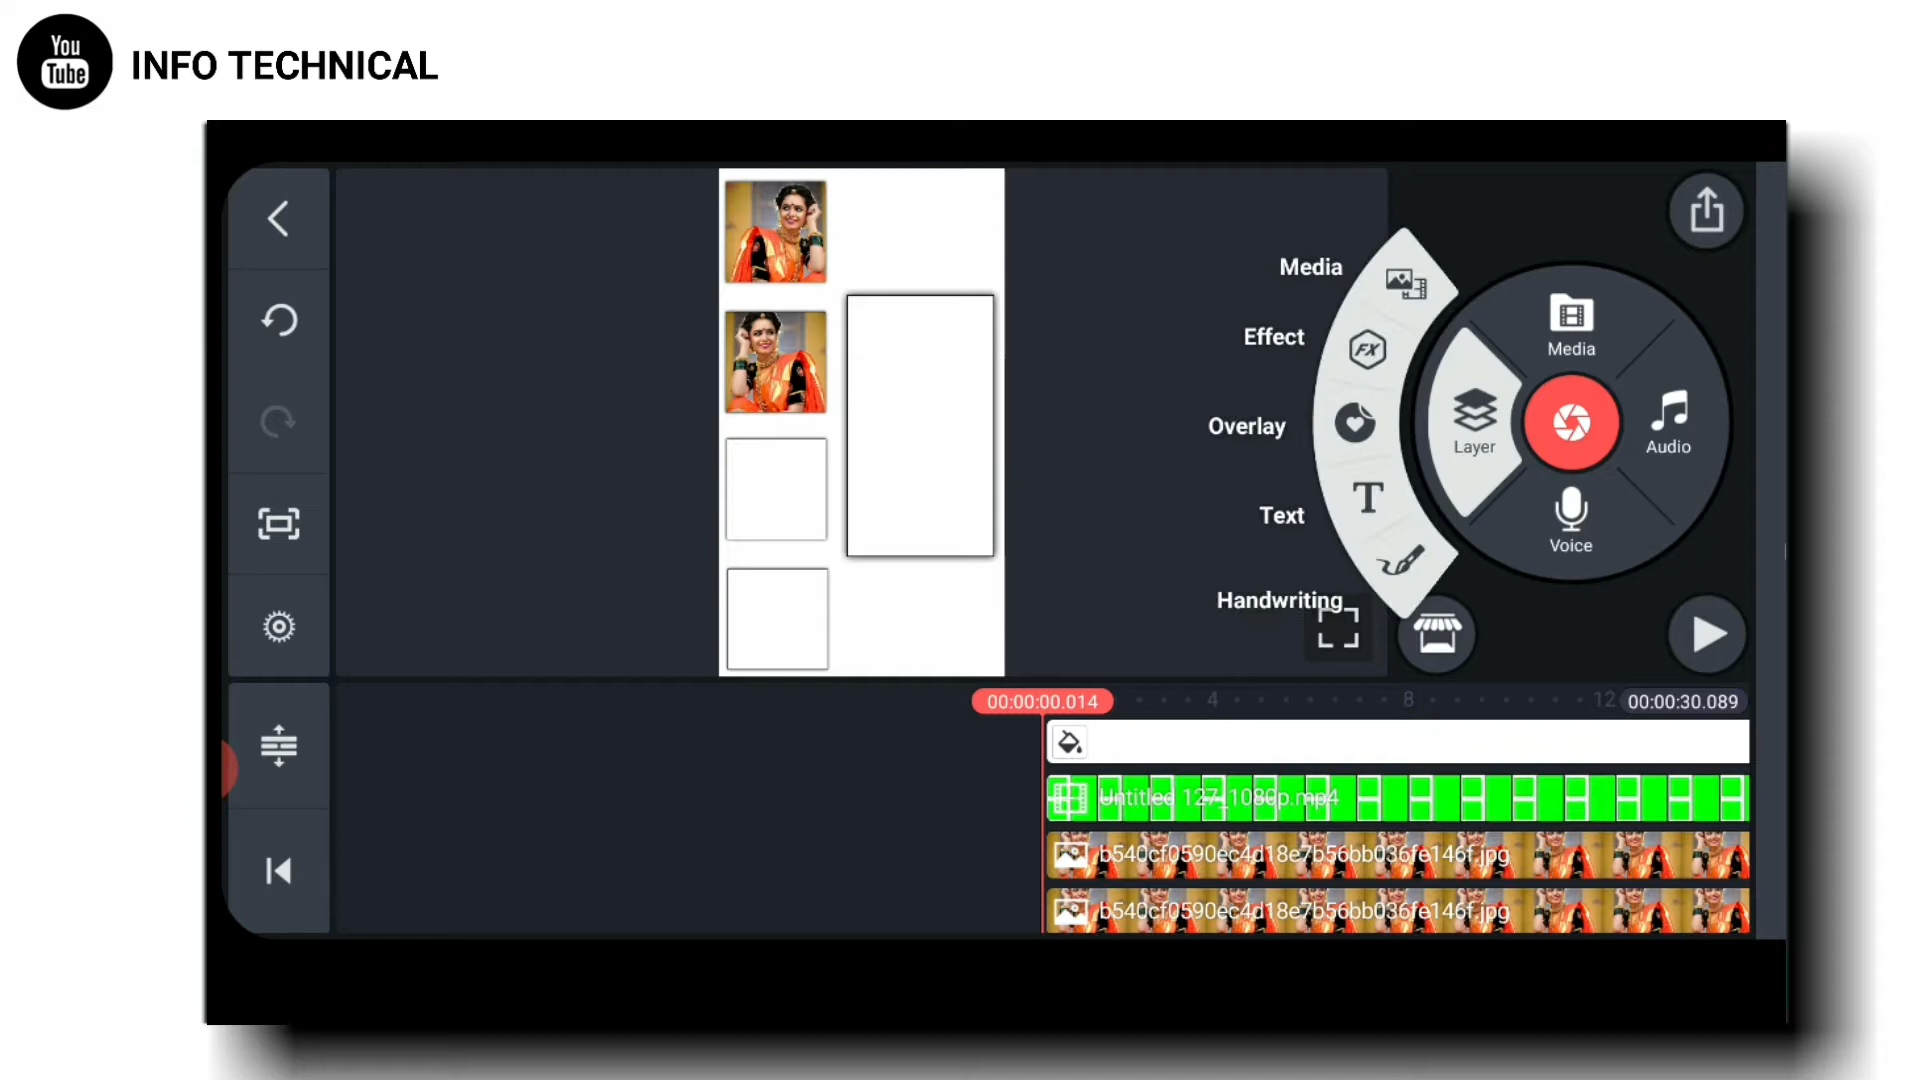 You
Tube
INFO TECHNICAL
Media
Effect
Overlay
Text
Handwriting
FX
T
Media
Layer
Audio
Voice
00:00:00.014
4
8
12
00:00:30.089
Untitled 127_1080p.mp4
b540cf0590ec4d18e7b56bb036fe146f.jpg
b540cf0590ec4d18e7b56bb036fe146f.jpg